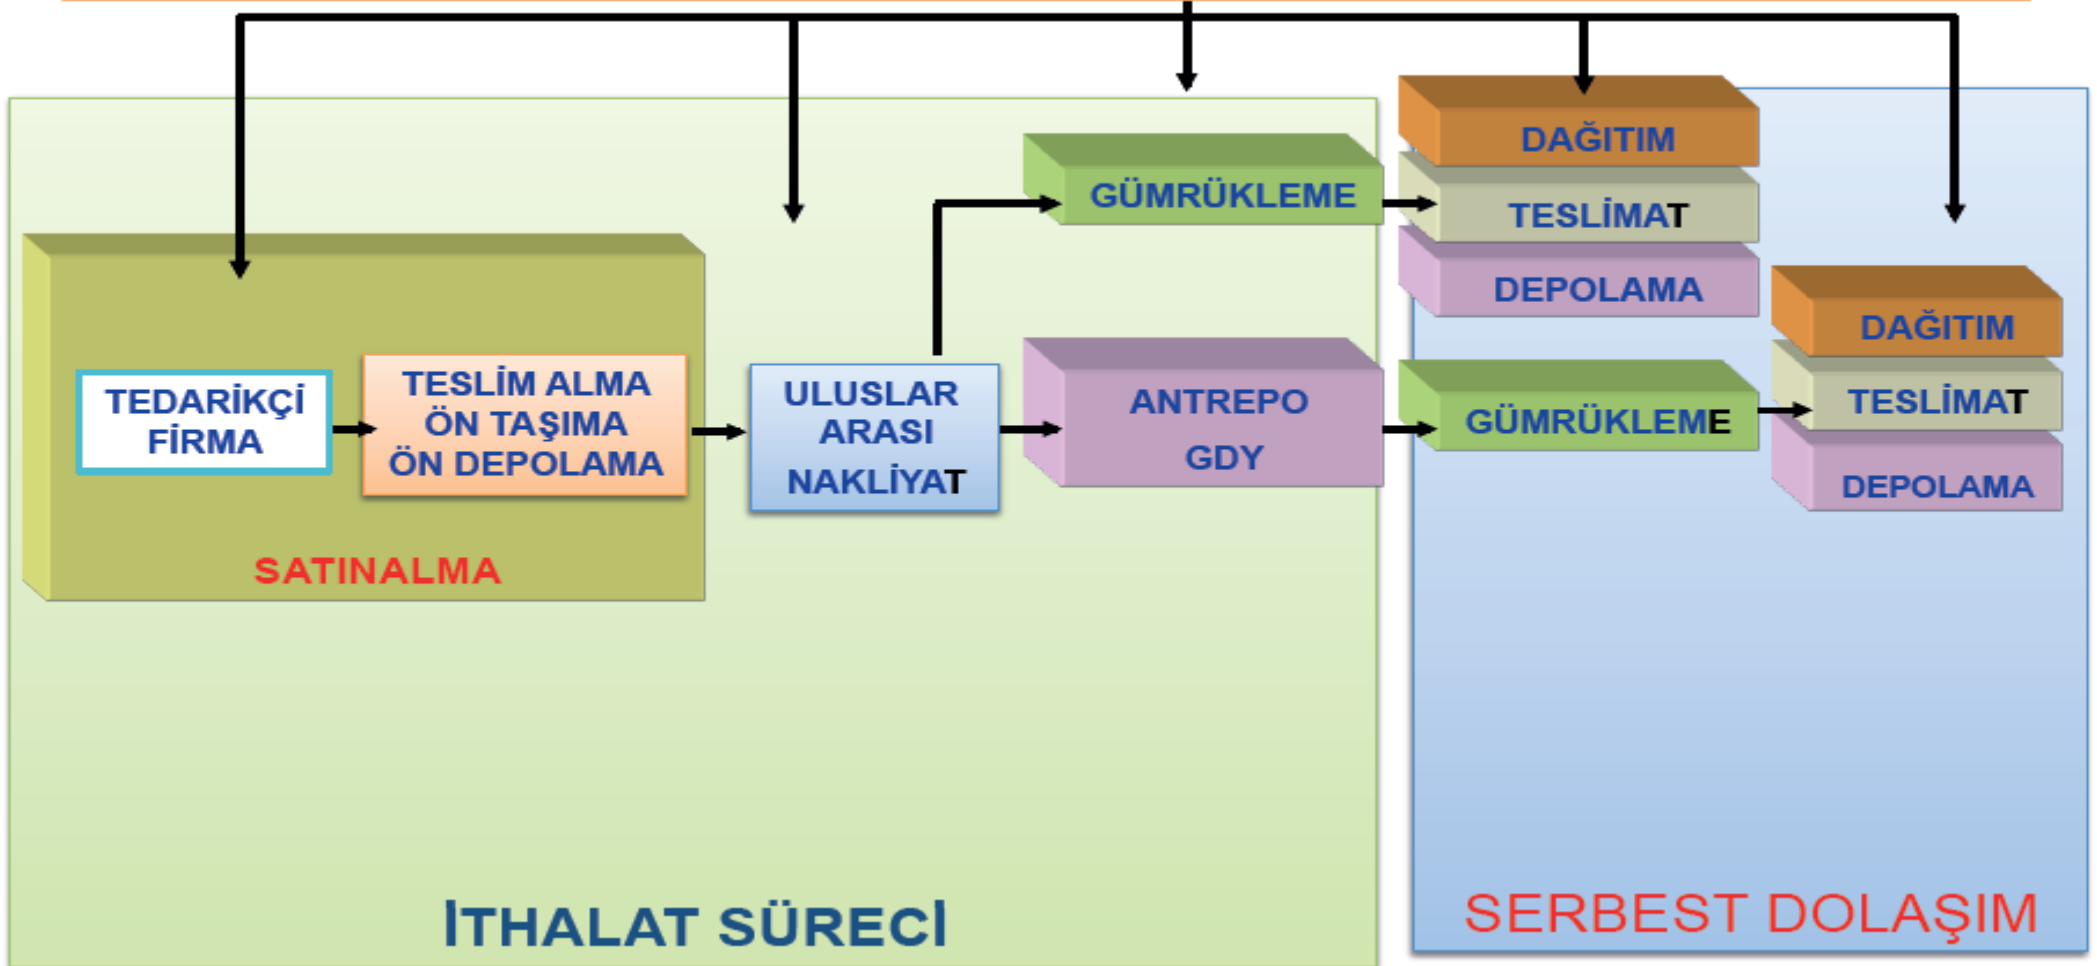 DAĞITIM
GÜMRÜKLEME
TESLİMAT
DEPOLAMA
DAĞITIM
TEDARİKÇİ
FİRMA
TESLİM ALMA
ÖN TAŞIMA
ÖN DEPOLAMA
ULUSLAR
ARASI
NAKLİYAT
ANTREPO
GDY
GÜMRÜKLEME
TESLİMAT
DEPOLAMA
SATINALMA
İTHALAT SÜRECİ
SERBEST DOLAŞIM